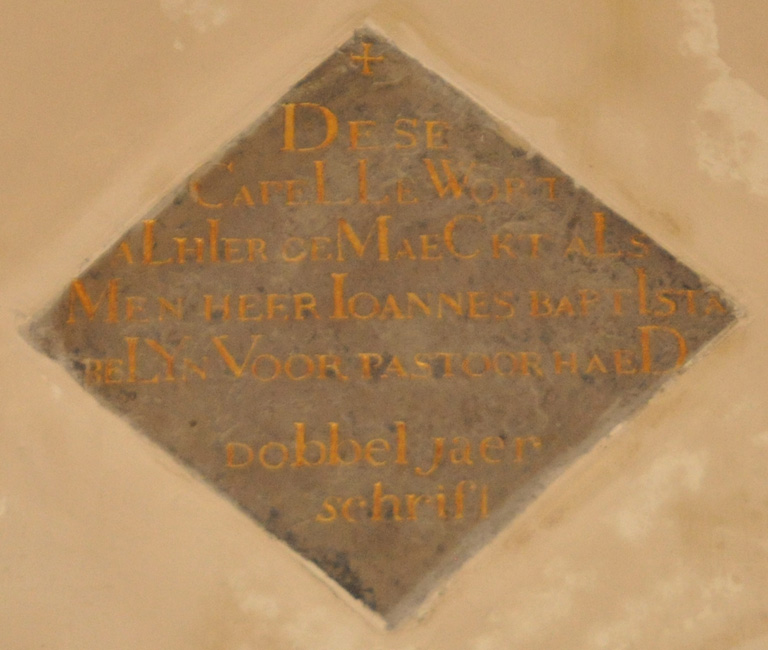 +
DESE
CAPELLE WORT
ALHIER GEMAECKT ALS
MEN HEER IOANNES BAPTISTA
BELYN VOOR PASTOOR HAED
DObbel jaer
schrift